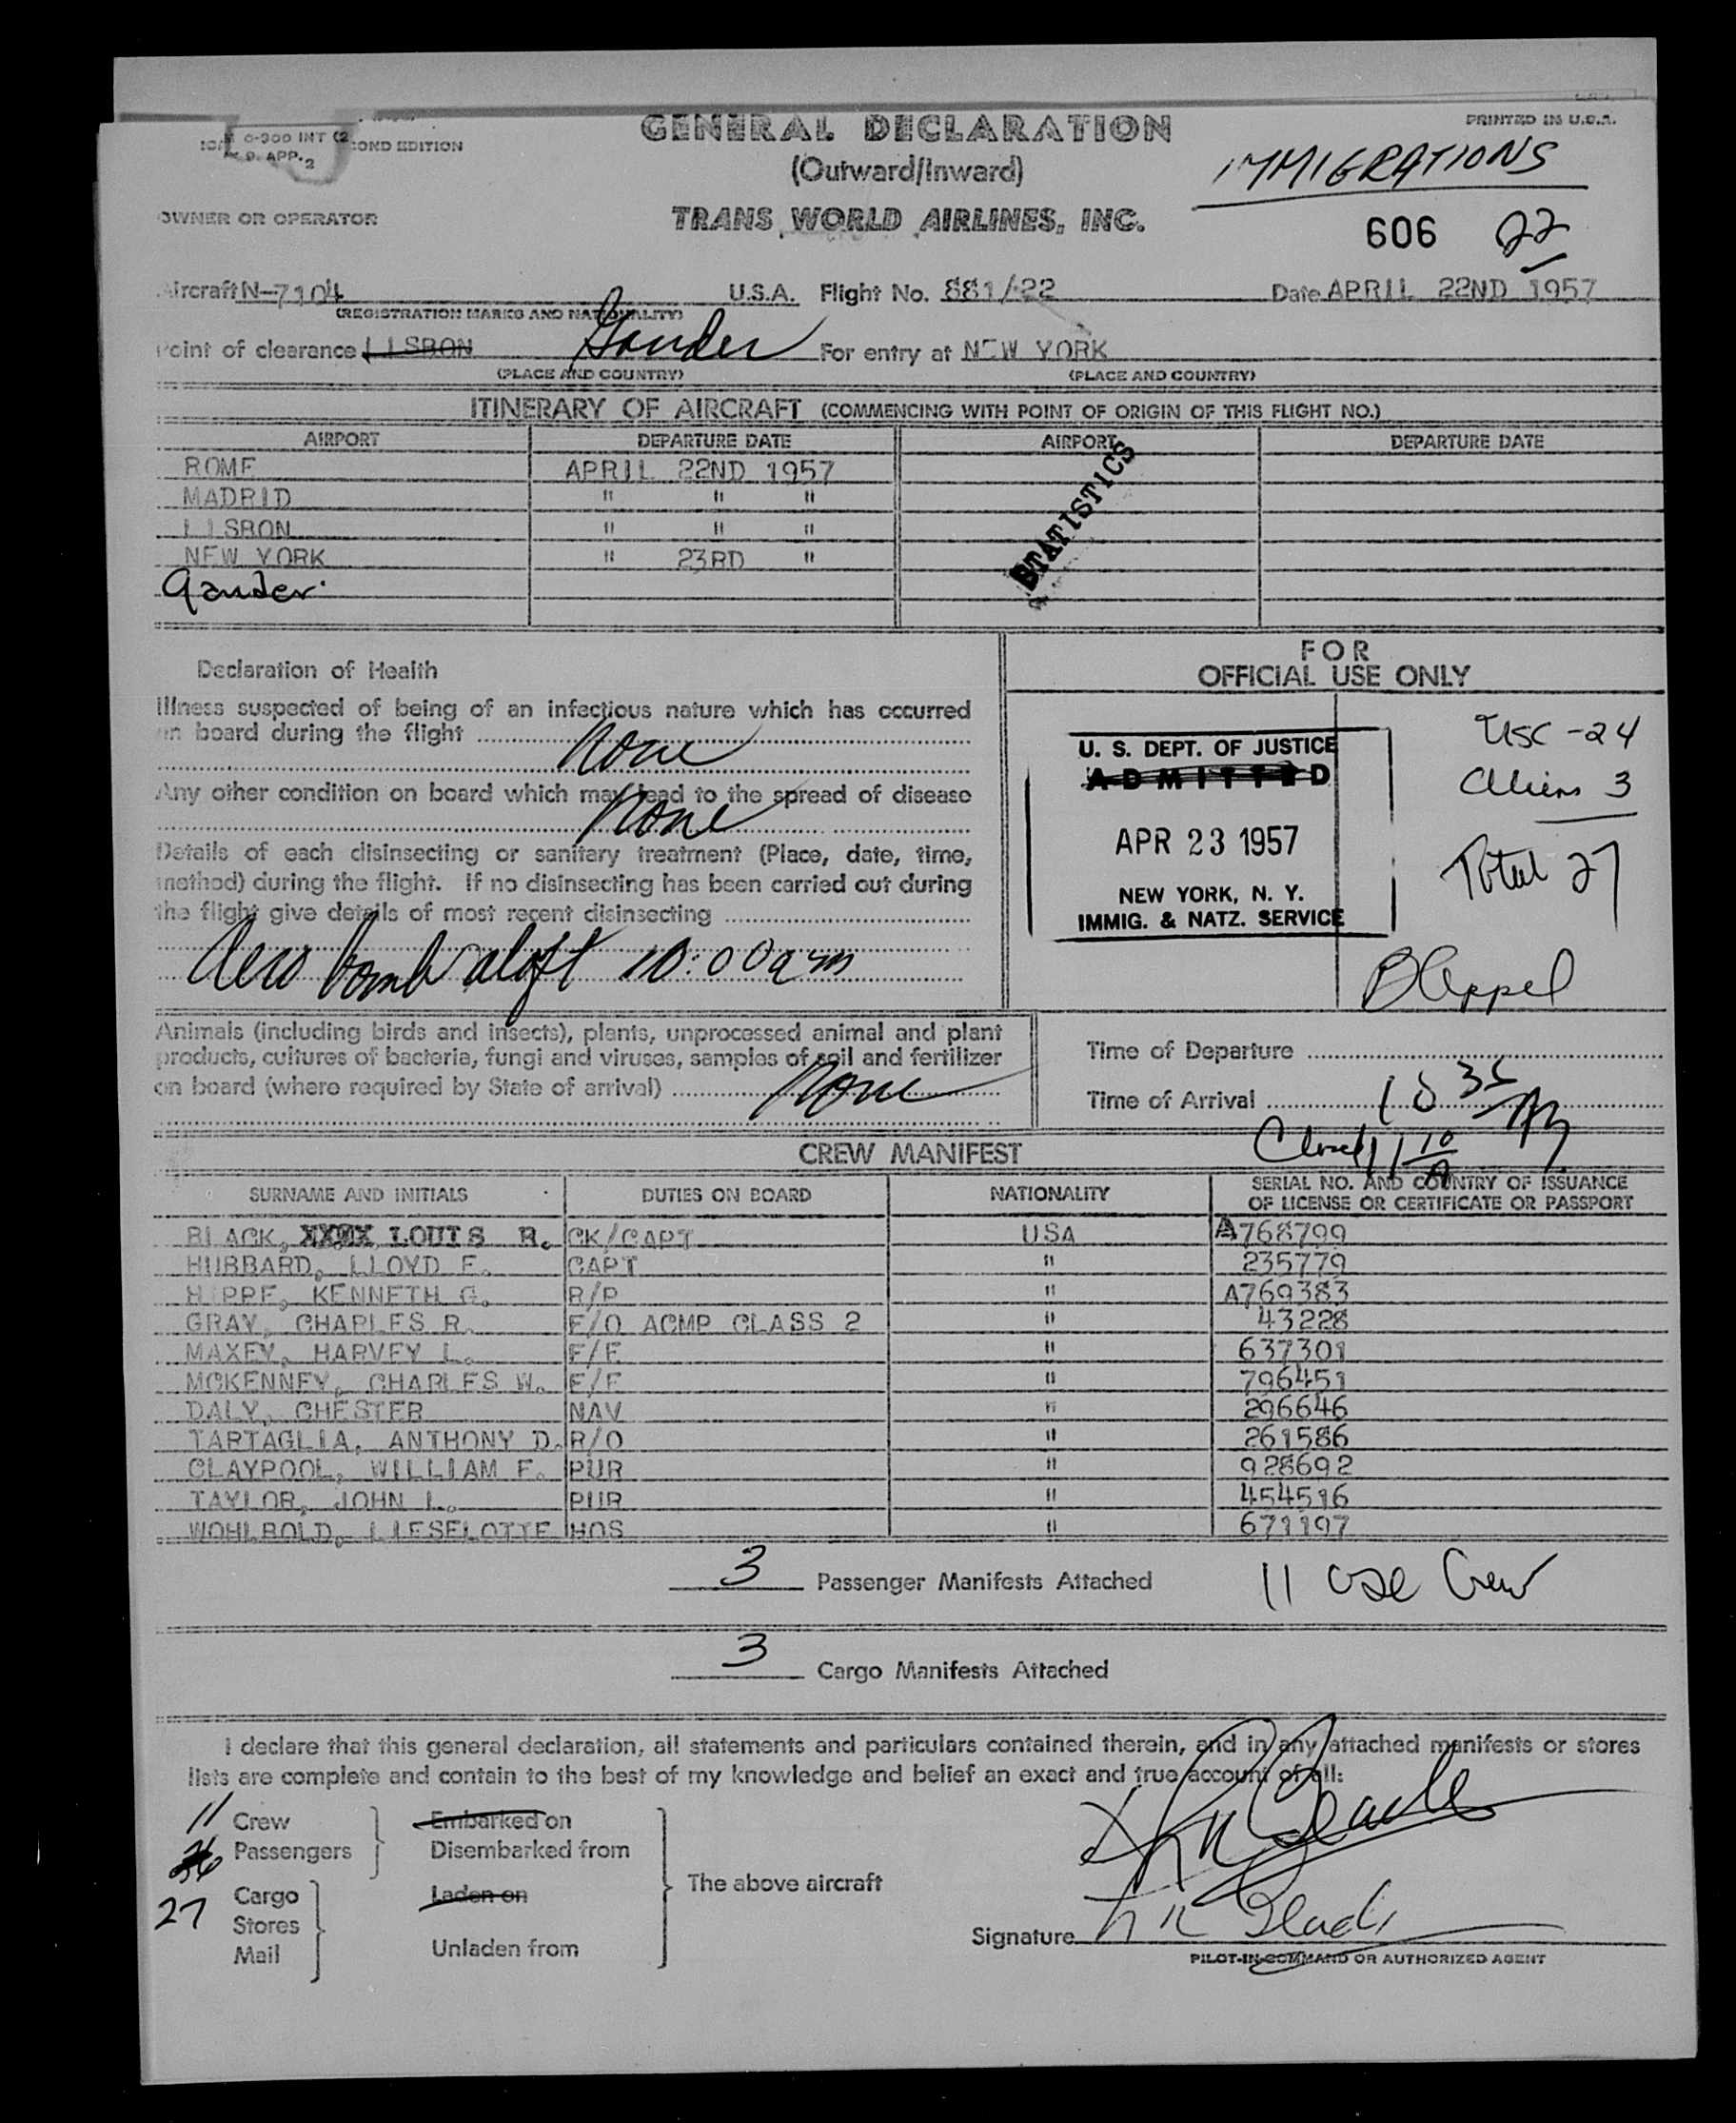 GENERAL DECLARATION
PRINTED IN U.S.A.
0-900 INT (2
OND EDITION
D. APP. 2
(Outward/Inward)
IMMIGRATIONS
OWNER OR OPERATOR
TRANS WORLD AIRLINES, INC.
606 22
Aircraft N-7104 U.S.A. Flight No. 881/22 Date APRIL 22ND 1957
(REGISTRATION MARKS AND NATIONALITY)
Point of clearance LISBON Gander For entry at NEW YORK
(PLACE AND COUNTRY) (PLACE AND COUNTRY)
ITINERARY OF AIRCRAFT (COMMENCING WITH POINT OF ORIGIN OF THIS FLIGHT NO.)
AIRPORT DEPARTURE DATE AIRPORT DEPARTURE DATE
ROME APRIL 22ND 1957
MADRID " " "
LISBON " " "
NEW YORK " 23RD "
Gander
STATISTICS
Declaration of Health
Illness suspected of being of an infectious nature which has occurred
on board during the flight
None
Any other condition on board which may lead to the spread of disease
None
Details of each disinsecting or sanitary treatment (Place, date, time,
method) during the flight. If no disinsecting has been carried out during
the flight give details of most recent disinsecting
Aero bomb aloft 10:00am
FOR
OFFICIAL USE ONLY
U. S. DEPT. OF JUSTICE
ADMITTED
APR 23 1957
NEW YORK, N. Y.
IMMIG. & NATZ. SERVICE
USC - 24
Aliens 3
Total 27
Animals (including birds and insects), plants, unprocessed animal and plant
products, cultures of bacteria, fungi and viruses, samples of soil and fertilizer
on board (where required by State of arrival) None
Time of Departure
Time of Arrival 10 35 AM
Closed 11 10 A
CREW MANIFEST
SURNAME AND INITIALS DUTIES ON BOARD NATIONALITY SERIAL NO. AND COUNTRY OF ISSUANCE
OF LICENSE OR CERTIFICATE OR PASSPORT
BLACK, XXXX LOUIS R. CK/CAPT USA A768799
HUBBARD, LLOYD E. CAPT " 235779
HIPPE, KENNETH G. R/P " A769383
GRAY, CHARLES R. F/O ACMP CLASS 2 " 43228
MAXEY, HARVEY L. F/E " 637301
MCKENNEY, CHARLES W. F/E " 796451
DALY, CHESTER NAV " 296646
TARTAGLIA, ANTHONY D. R/O " 261586
CLAYPOOL, WILLIAM F. PUR " 928692
TAYLOR, JOHN L. PUR " 454516
WOHLBOLD, LIESELOTTE HOS " 671197
3 Passenger Manifests Attached
11 USC Crew
3 Cargo Manifests Attached
I declare that this general declaration, all statements and particulars contained therein, and in any attached manifests or stores
lists are complete and contain to the best of my knowledge and belief an exact and true account of all:
11 Crew
Passengers
27
Cargo
Stores
Mail
Embarked on
Disembarked from
Laden on
Unladen from
The above aircraft
Signature
PILOT-IN-COMMAND OR AUTHORIZED AGENT